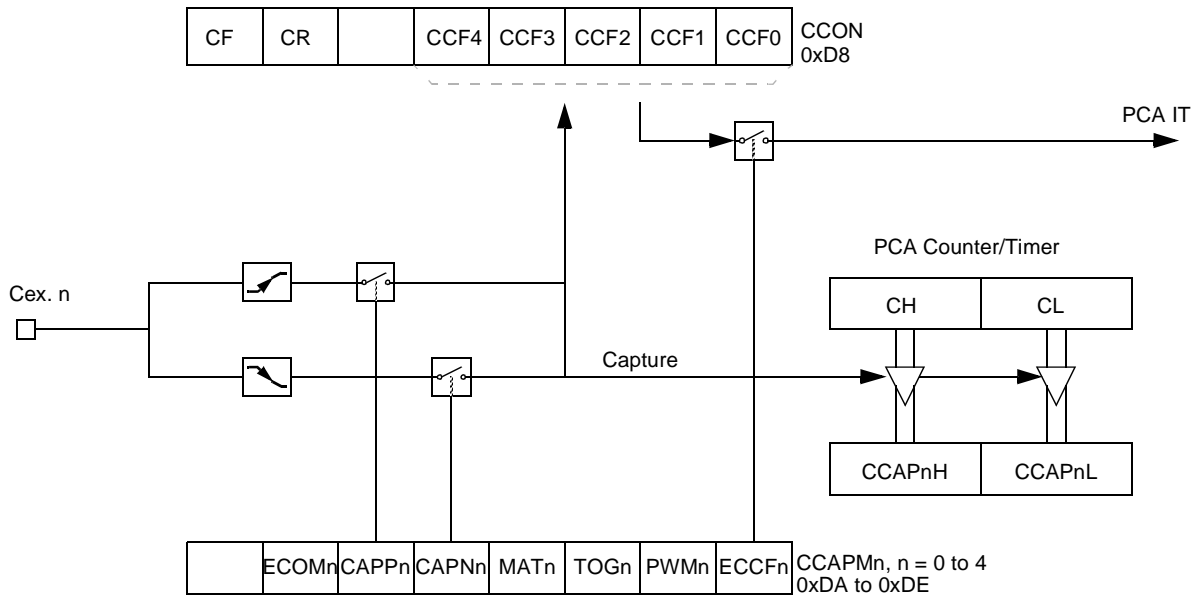 CF CR CCF4 CCF3 CCF2 CCF1 CCF0 CCON
0xD8
PCA IT
PCA Counter/Timer
Cex. n
CH CL
Capture
CCAPnH CCAPnL
ECOMn CAPPn CAPNn MATn TOGn PWMn ECCFn CCAPMn, n = 0 to 4
0xDA to 0xDE